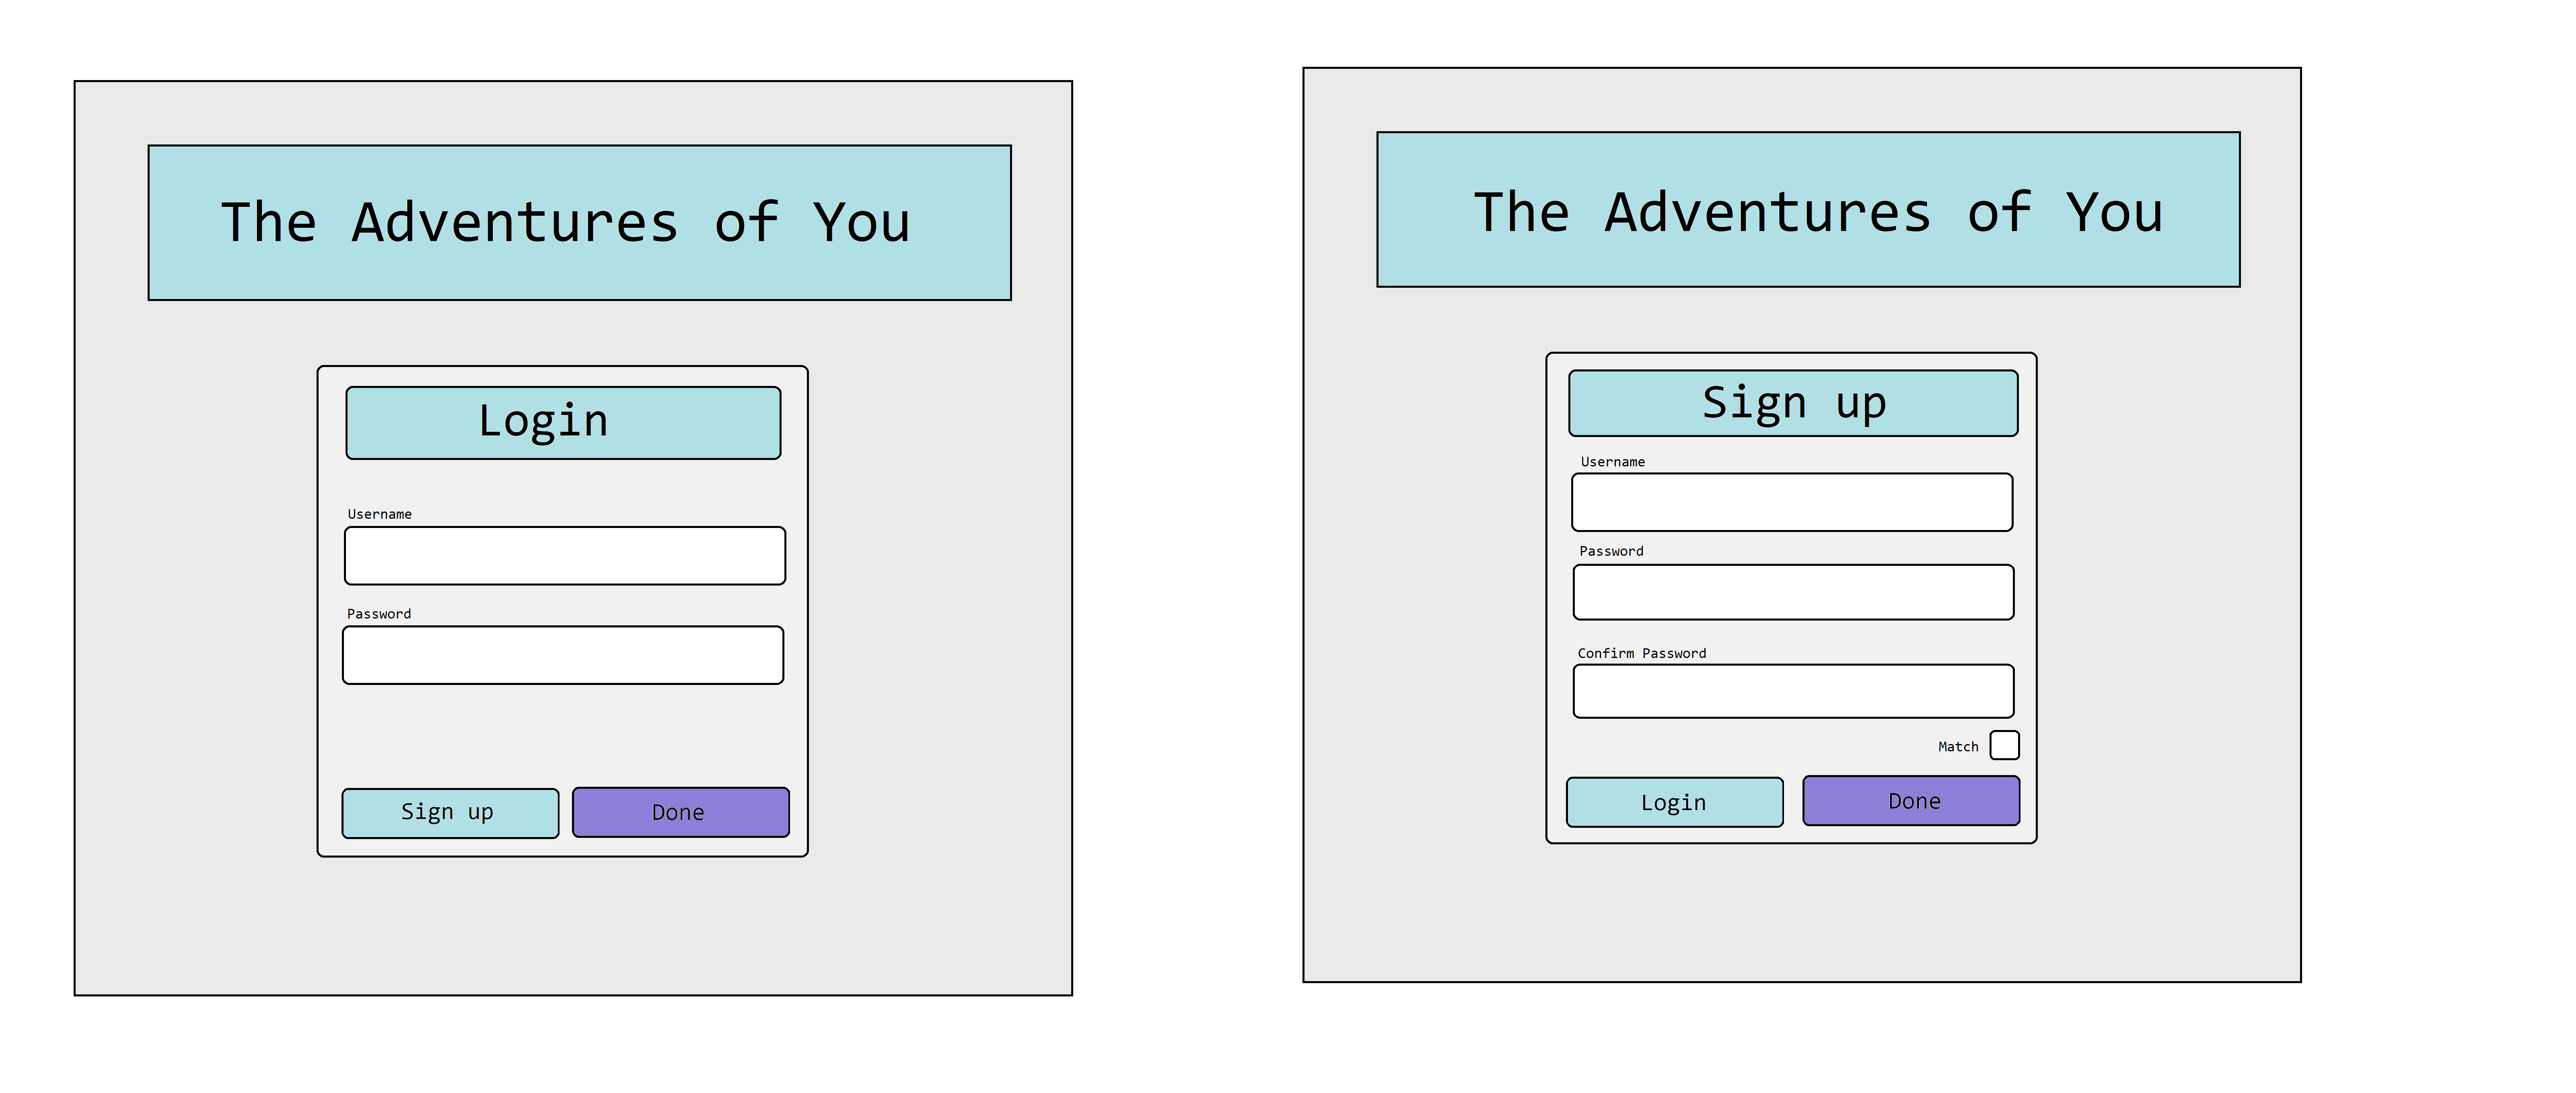 The Adventures of You
Login
Username
Password
Sign up
Done
The Adventures of You
Sign up
Username
Password
Confirm Password
Match
Login
Done